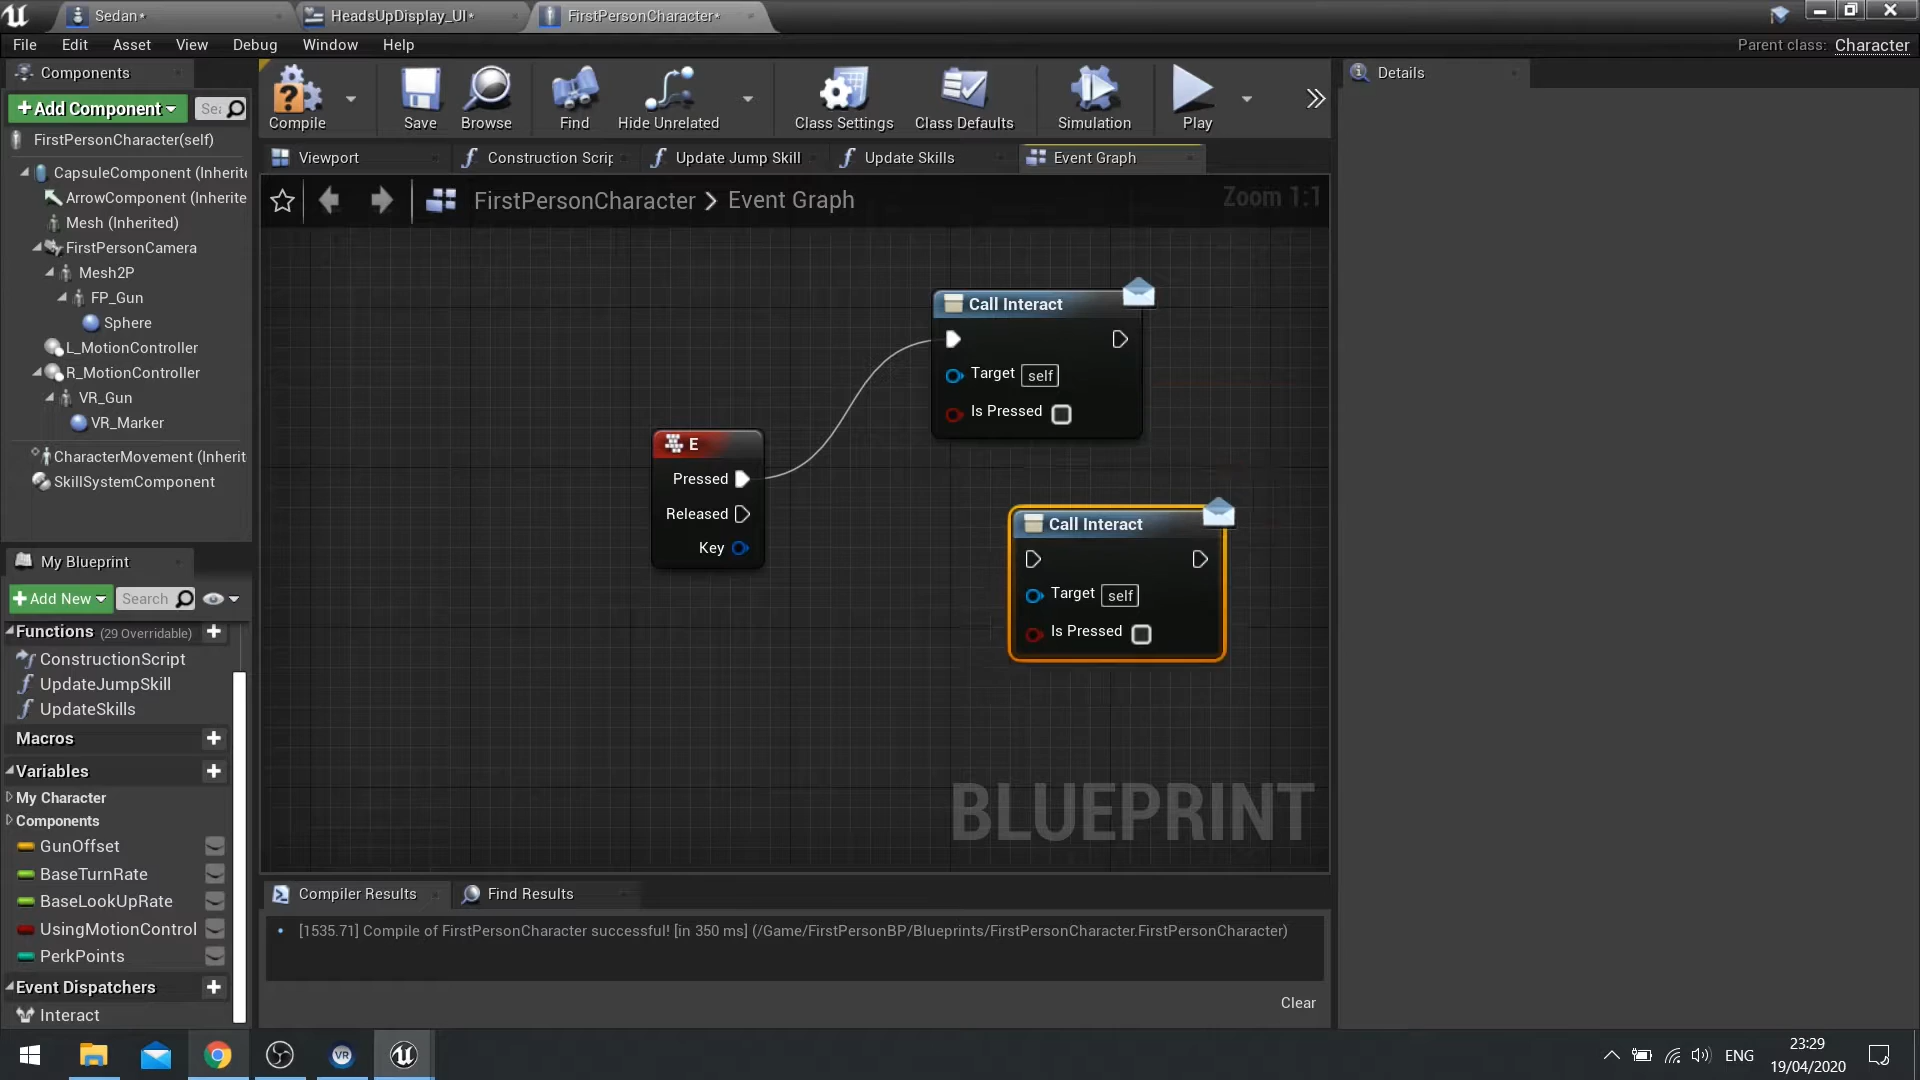 Sedan*
HeadsUpDisplay_UI*
FirstPersonCharacter*
File Edit Asset View Debug Window Help
Parent class: Character
Components
Add Component
FirstPersonCharacter(self)
CapsuleComponent (Inherite
ArrowComponent (Inherite
Mesh (Inherited)
FirstPersonCamera
Mesh2P
FP_Gun
Sphere
L_MotionController
R_MotionController
VR_Gun
VR_Marker
CharacterMovement (Inherit
SkillSystemComponent
My Blueprint
Add New
Search
Functions (29 Overridable)
ConstructionScript
UpdateJumpSkill
UpdateSkills
Macros
Variables
My Character
Components
GunOffset
BaseTurnRate
BaseLookUpRate
UsingMotionControl
PerkPoints
Event Dispatchers
Interact
Compile
Save
Browse
Find
Hide Unrelated
Class Settings
Class Defaults
Simulation
Play
Viewport
Construction Scrip
Update Jump Skill
Update Skills
Event Graph
FirstPersonCharacter > Event Graph
Zoom 1:1
Call Interact
Target self
Is Pressed
E
Pressed
Released
Key
Call Interact
Target self
Is Pressed
BLUEPRINT
Compiler Results
Find Results
[1535.71] Compile of FirstPersonCharacter successful! [in 350 ms] (/Game/FirstPersonBP/Blueprints/FirstPersonCharacter.FirstPersonCharacter)
Clear
Details
VR
ENG
23:29
19/04/2020